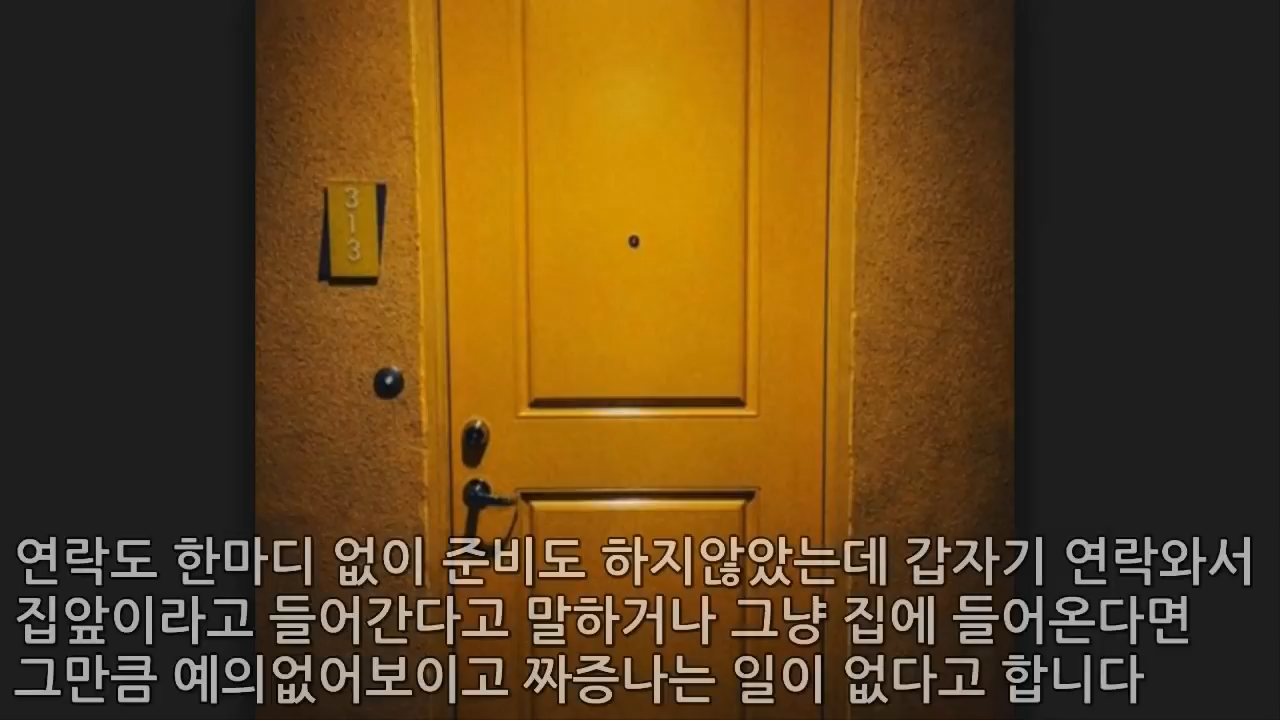 313
연락도 한마디 없이 준비도 하지않았는데 갑자기 연락와서
집앞이라고 들어간다고 말하거나 그냥 집에 들어온다면
그만큼 예의없어보이고 짜증나는 일이 없다고 합니다